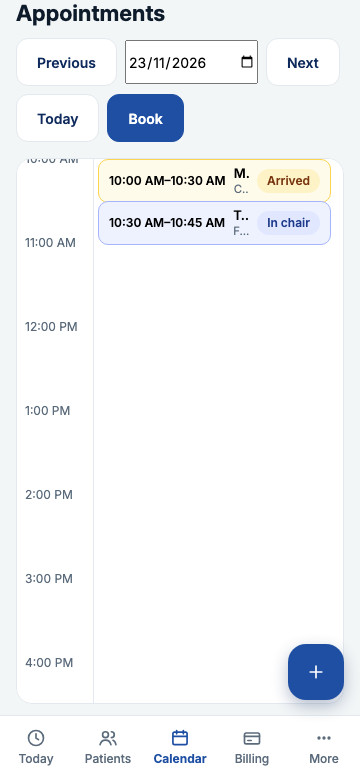 Appointments
Previous
23/11/2026
Next
Today
Book
10:00 AM
10:00 AM–10:30 AM M.. Arrived
C..
10:30 AM–10:45 AM T.. In chair
F...
11:00 AM
12:00 PM
1:00 PM
2:00 PM
3:00 PM
4:00 PM
+
Today Patients Calendar Billing More